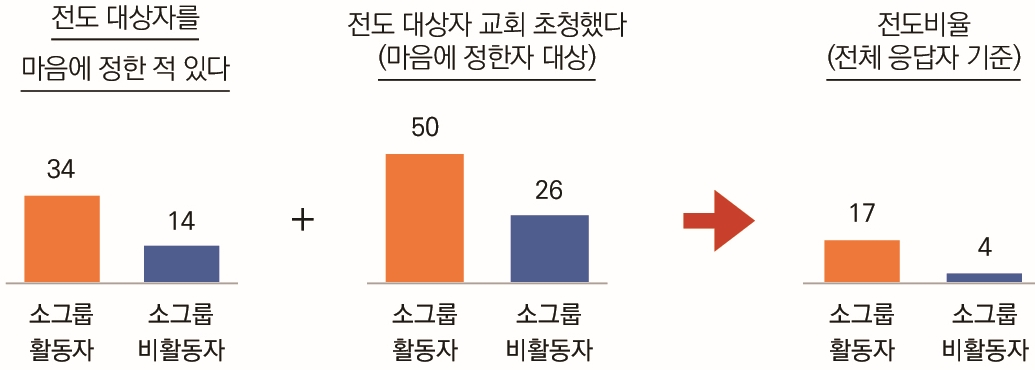 전도 대상자를
마음에 정한 적 있다
34
14
소그룹
활동자
소그룹
비활동자
+
전도 대상자 교회 초청했다
(마음에 정한자 대상)
50
26
소그룹
활동자
소그룹
비활동자
전도비율
(전체 응답자 기준)
17
4
소그룹
활동자
소그룹
비활동자